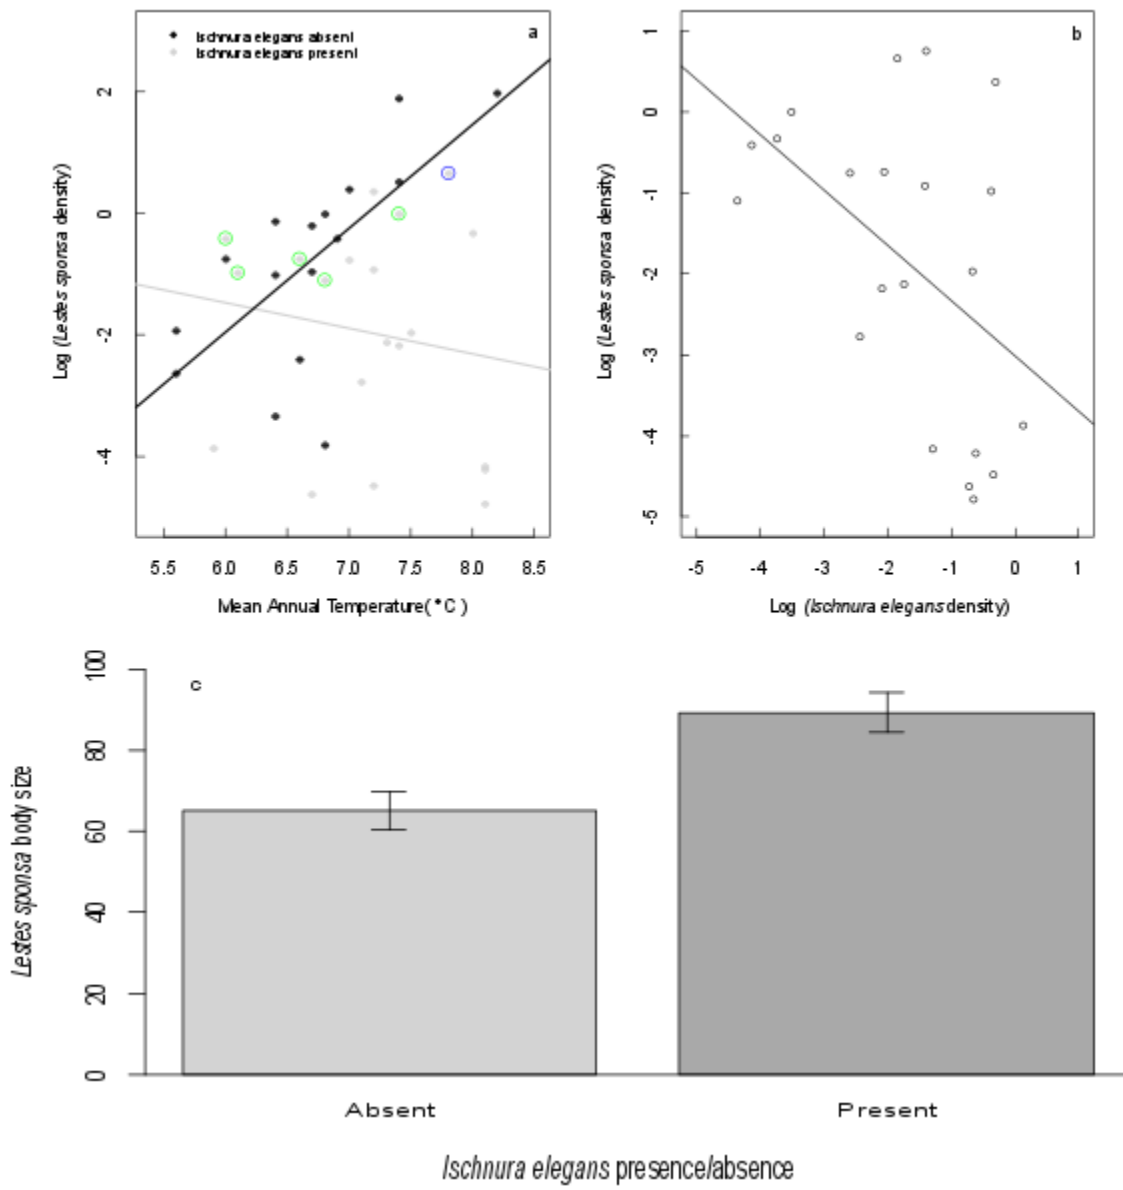 Ischnura elegans absent
Ischnura elegans present
a
2
0
-2
-4
Log (Lestes sponsa density)
5.5 6.0 6.5 7.0 7.5 8.0 8.5
Mean Annual Temperature(°C)
b
1
0
-1
-2
-3
-4
-5
Log (Lestes sponsa density)
-5 -4 -3 -2 -1 0 1
Log (Ischnura elegans density)
c
100
80
60
40
20
0
Lestes sponsa body size
Absent Present
Ischnura elegans presence/absence